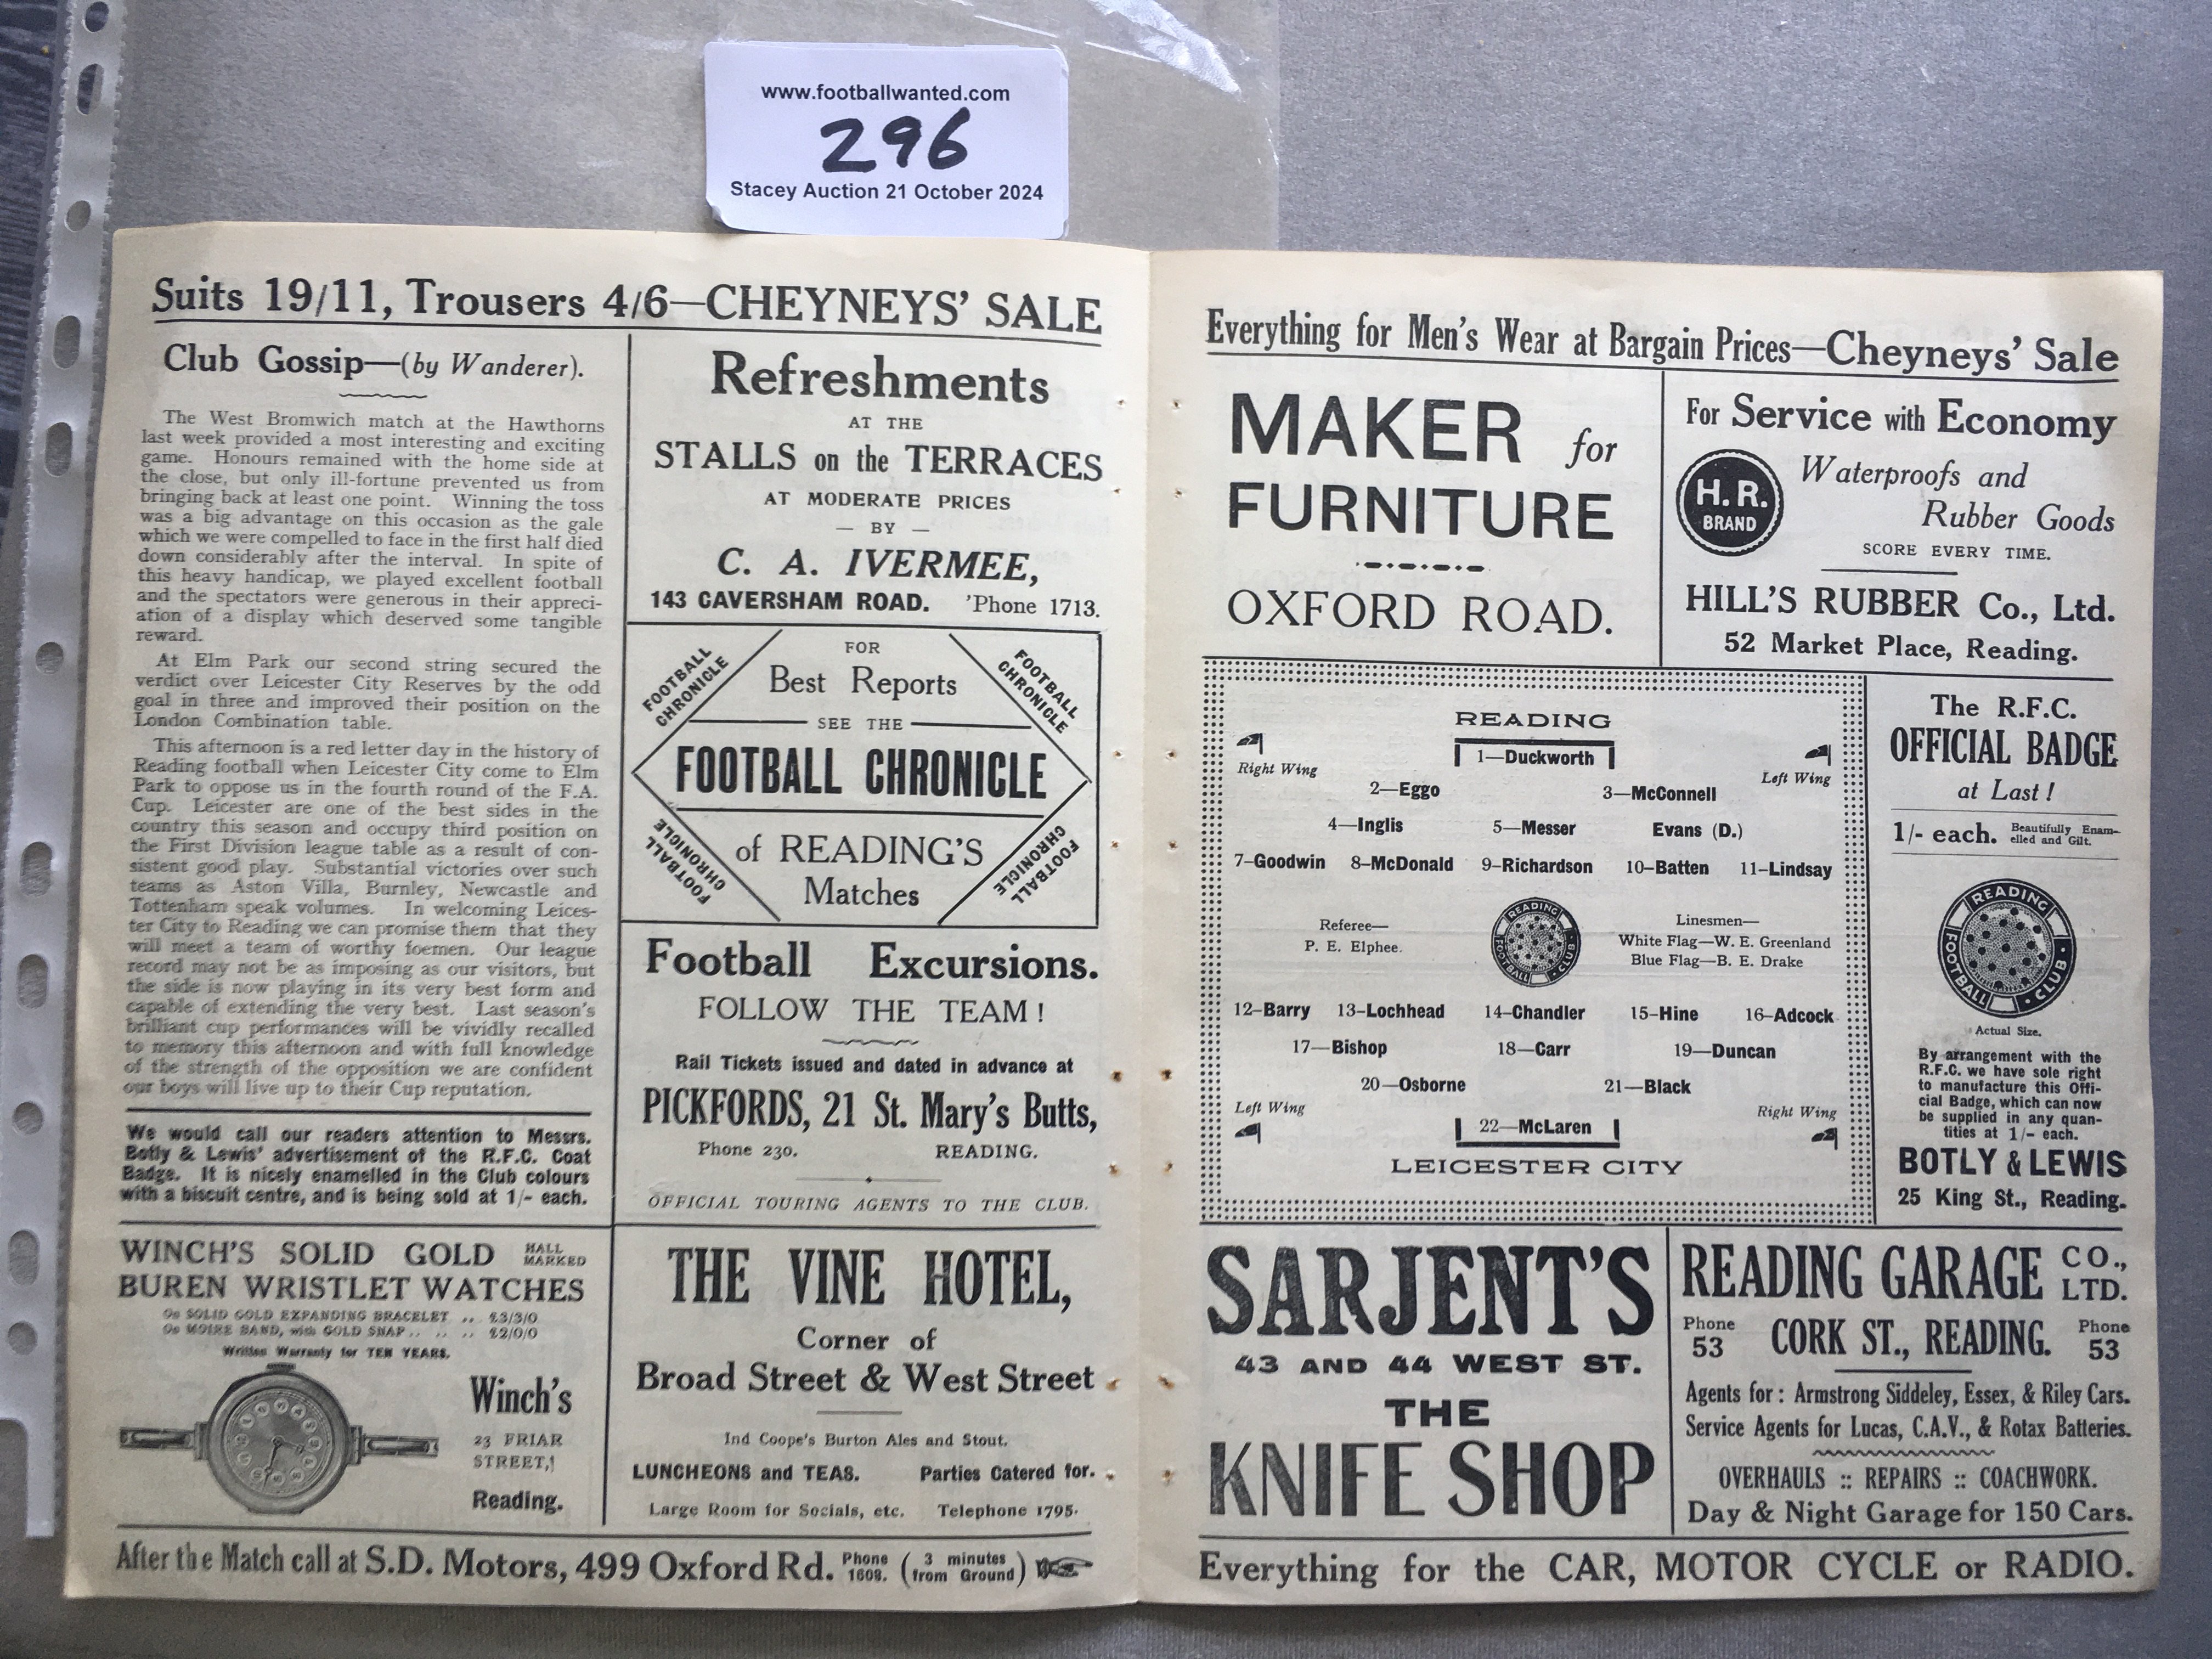 www.footballwanted.com
296
Stacey Auction 21 October 2024
Suits 19/11, Trousers 4/6—CHEYNEYS' SALE
Club Gossip—(by Wanderer).
The West Bromwich match at the Hawthorns
last week provided a most interesting and exciting
game. Honours remained with the home side at
the close, but only ill-fortune prevented us from
bringing back at least one point. Winning the toss
was a big advantage on this occasion as the gale
which we were compelled to face in the first half died
down considerably after the interval. In spite of
this heavy handicap, we played excellent football
and the spectators were generous in their appreci-
ation of a display which deserved some tangible
reward.
At Elm Park our second string secured the
verdict over Leicester City Reserves by the odd
goal in three and improved their position on the
London Combination table.
This afternoon is a red letter day in the history of
Reading football when Leicester City come to Elm
Park to oppose us in the fourth round of the F.A.
Cup. Leicester are one of the best sides in the
country this season and occupy third position on
the First Division league table as a result of con-
sistent good play. Substantial victories over such
teams as Aston Villa, Burnley, Newcastle and
Tottenham speak volumes. In welcoming Leices-
ter City to Reading we can promise them that they
will meet a team of worthy foemen. Our league
record may not be as imposing as our visitors, but
the side is now playing in its very best form and
capable of extending the very best. Last season's
brilliant cup performances will be vividly recalled
to memory this afternoon and with full knowledge
of the strength of the opposition we are confident
our boys will live up to their Cup reputation.
We would call our readers attention to Messrs.
Botly & Lewis' advertisement of the R.F.C. Coat
Badge. It is nicely enamelled in the Club colours
with a biscuit centre, and is being sold at 1/- each.
WINCH'S SOLID GOLD HALL MARKED
BUREN WRISTLET WATCHES
On SOLID GOLD EXPANDING BRACELET .. £3/3/0
On MOIRE BAND, with GOLD SNAP .. .. .. £2/0/0
Written Warranty for TEN YEARS.
Winch's
23 FRIAR
STREET,
Reading.
Refreshments
AT THE
STALLS on the TERRACES
AT MODERATE PRICES
— BY —
C. A. IVERMEE,
143 CAVERSHAM ROAD. 'Phone 1713.
FOOTBALL CHRONICLE
FOR
FOOTBALL CHRONICLE
Best Reports
SEE THE
FOOTBALL CHRONICLE
of READING'S
Matches
FOOTBALL CHRONICLE
FOOTBALL CHRONICLE
Football Excursions.
FOLLOW THE TEAM !
Rail Tickets issued and dated in advance at
PICKFORDS, 21 St. Mary's Butts,
Phone 230. READING.
OFFICIAL TOURING AGENTS TO THE CLUB.
THE VINE HOTEL,
Corner of
Broad Street & West Street
Ind Coope's Burton Ales and Stout.
LUNCHEONS and TEAS. Parties Catered for.
Large Room for Socials, etc. Telephone 1795.
After the Match call at S.D. Motors, 499 Oxford Rd. Phone 1608. (3 minutes from Ground)
Everything for Men's Wear at Bargain Prices—Cheyneys' Sale
MAKER for
FURNITURE
OXFORD ROAD.
For Service with Economy
H.R.
BRAND
Waterproofs and
Rubber Goods
SCORE EVERY TIME.
HILL'S RUBBER Co., Ltd.
52 Market Place, Reading.
READING
1—Duckworth
Right Wing Left Wing
2—Eggo 3—McConnell
4—Inglis 5—Messer Evans (D.)
7—Goodwin 8—McDonald 9—Richardson 10—Batten 11—Lindsay
Referee—
P. E. Elphee.
READING FOOTBALL CLUB
Linesmen—
White Flag—W. E. Greenland
Blue Flag—B. E. Drake
12—Barry 13—Lochhead 14—Chandler 15—Hine 16—Adcock
17—Bishop 18—Carr 19—Duncan
20—Osborne 21—Black
Left Wing Right Wing
22—McLaren
LEICESTER CITY
The R.F.C.
OFFICIAL BADGE
at Last !
1/- each. Beautifully Enam-
elled and Gilt.
READING FOOTBALL CLUB
Actual Size.
By arrangement with the
R.F.C. we have sole right
to manufacture this Offi-
cial Badge, which can now
be supplied in any quan-
tities at 1/- each.
BOTLY & LEWIS
25 King St., Reading.
SARJENT'S
43 AND 44 WEST ST.
THE
KNIFE SHOP
READING GARAGE CO., LTD.
Phone 53 CORK ST., READING. Phone 53
Agents for : Armstrong Siddeley, Essex, & Riley Cars.
Service Agents for Lucas, C.A.V., & Rotax Batteries.
OVERHAULS :: REPAIRS :: COACHWORK.
Day & Night Garage for 150 Cars.
Everything for the CAR, MOTOR CYCLE or RADIO.